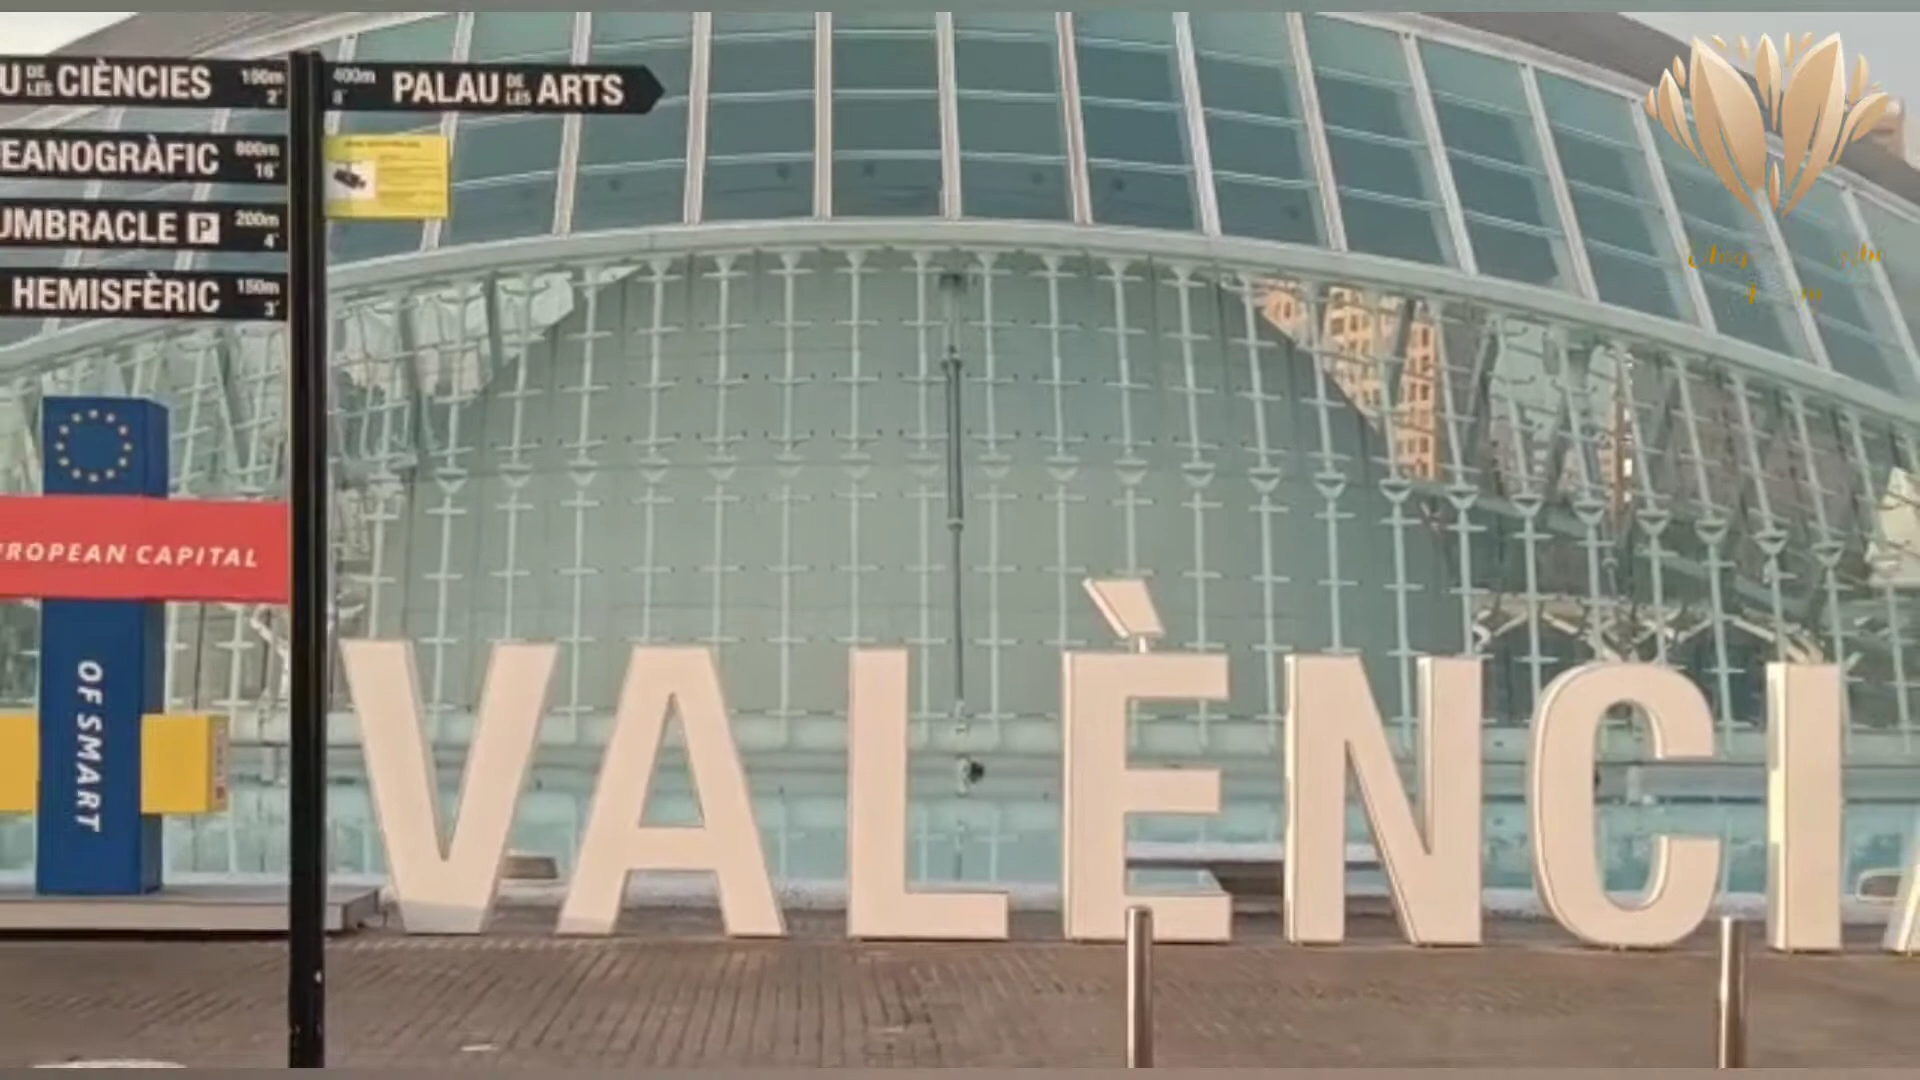 U DE LES CIÈNCIES 100m 2'
EANOGRÀFIC 800m 16'
UMBRACLE P 200m 4'
HEMISFÈRIC 150m 3'
400m 8' PALAU DE LES ARTS
ROPEAN CAPITAL
OF SMART
VALÈNCI